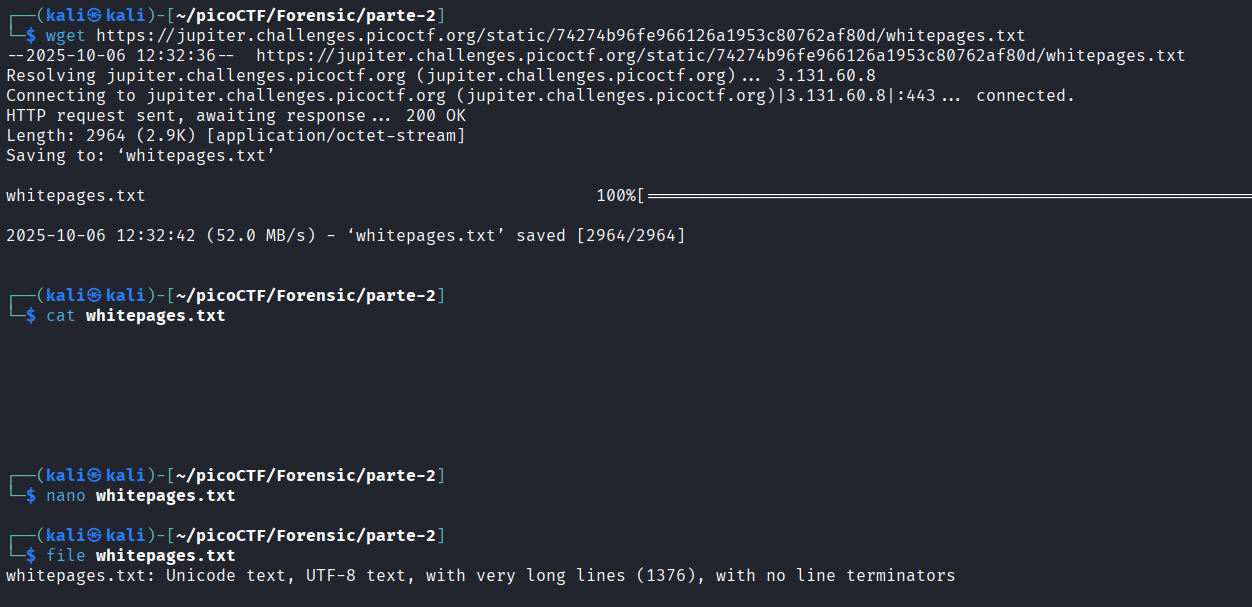 ┌──(kali㉿kali)-[~/picoCTF/Forensic/parte-2]
└─$ wget https://jupiter.challenges.picoctf.org/static/74274b96fe966126a1953c80762af80d/whitepages.txt
--2025-10-06 12:32:36--  https://jupiter.challenges.picoctf.org/static/74274b96fe966126a1953c80762af80d/whitepages.txt
Resolving jupiter.challenges.picoctf.org (jupiter.challenges.picoctf.org)... 3.131.60.8
Connecting to jupiter.challenges.picoctf.org (jupiter.challenges.picoctf.org)|3.131.60.8|:443... connected.
HTTP request sent, awaiting response... 200 OK
Length: 2964 (2.9K) [application/octet-stream]
Saving to: ‘whitepages.txt’
whitepages.txt 100%[==========
2025-10-06 12:32:42 (52.0 MB/s) - ‘whitepages.txt’ saved [2964/2964]
┌──(kali㉿kali)-[~/picoCTF/Forensic/parte-2]
└─$ cat whitepages.txt
┌──(kali㉿kali)-[~/picoCTF/Forensic/parte-2]
└─$ nano whitepages.txt
┌──(kali㉿kali)-[~/picoCTF/Forensic/parte-2]
└─$ file whitepages.txt
whitepages.txt: Unicode text, UTF-8 text, with very long lines (1376), with no line terminators